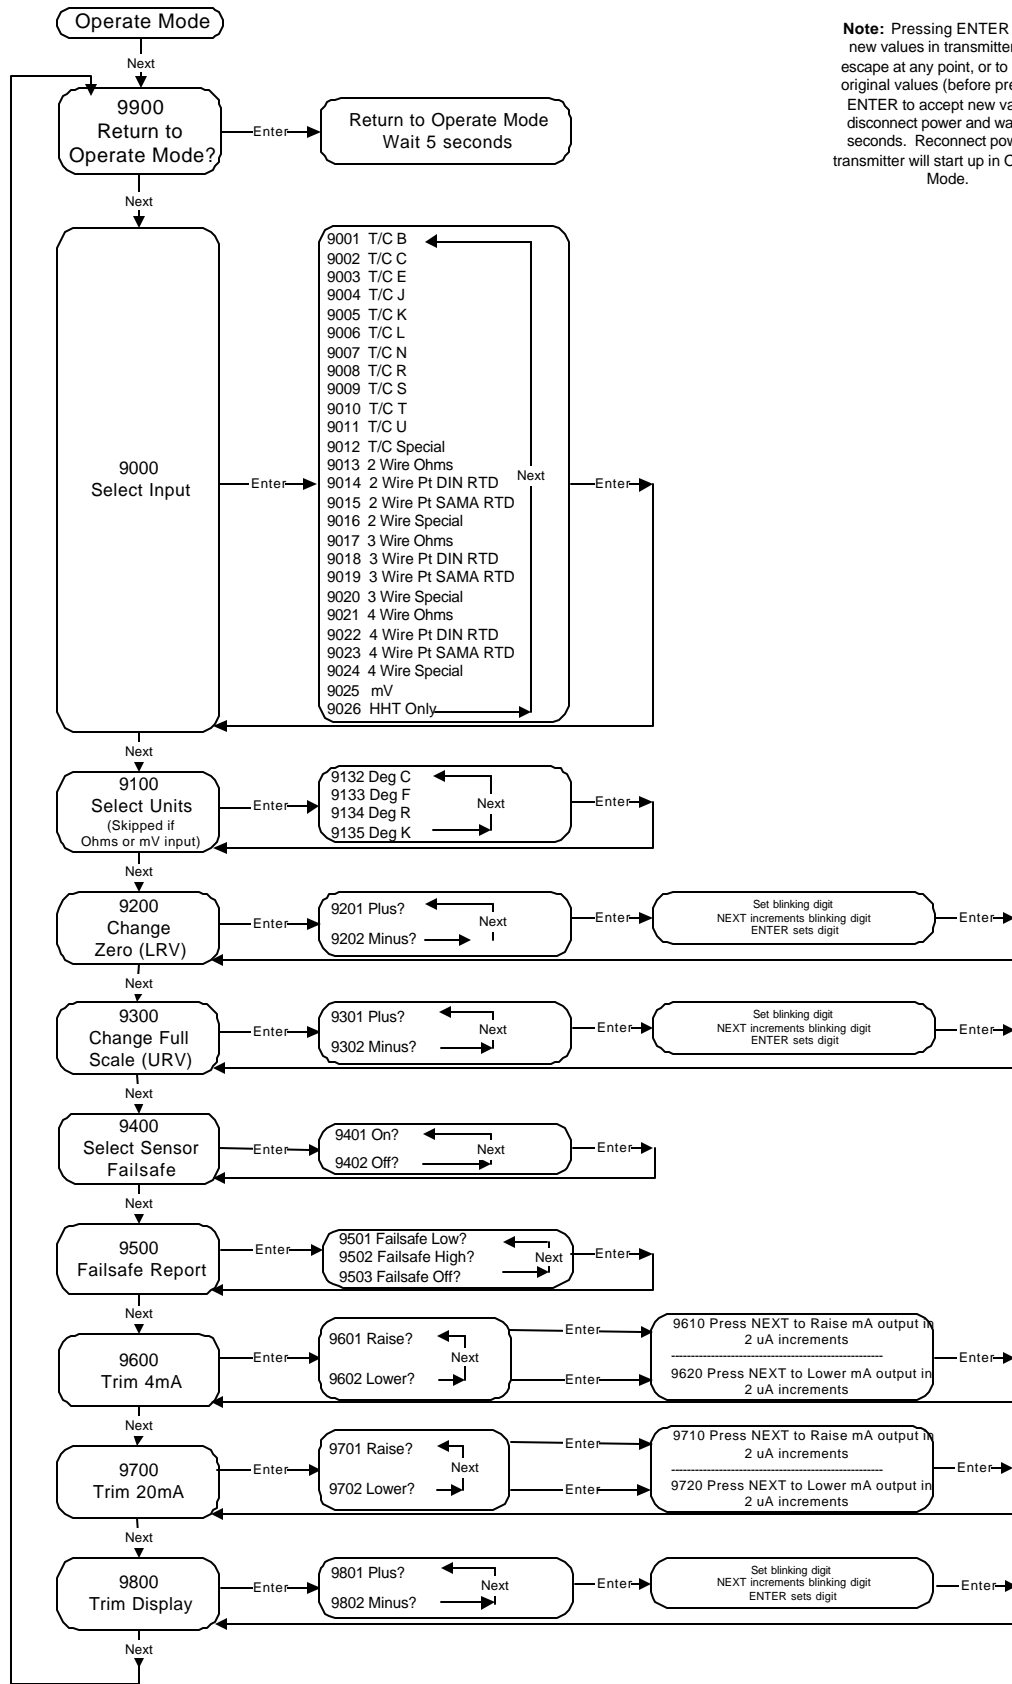 Operate Mode
Note: Pressing ENTER
new values in transmitter
escape at any point, or to
original values (before
ENTER to accept new
disconnect power and
seconds. Reconnect
transmitter will start up in
Mode.
Next
9900
Return to
Operate Mode?
Enter
Return to Operate Mode
Wait 5 seconds
Next
9000
Select Input
Enter
9001 T/C B
9002 T/C C
9003 T/C E
9004 T/C J
9005 T/C K
9006 T/C L
9007 T/C N
9008 T/C R
9009 T/C S
9010 T/C T
9011 T/C U
9012 T/C Special
9013 2 Wire Ohms
9014 2 Wire Pt DIN RTD
9015 2 Wire Pt SAMA RTD
9016 2 Wire Special
9017 3 Wire Ohms
9018 3 Wire Pt DIN RTD
9019 3 Wire Pt SAMA RTD
9020 3 Wire Special
9021 4 Wire Ohms
9022 4 Wire Pt DIN RTD
9023 4 Wire Pt SAMA RTD
9024 4 Wire Special
9025 mV
9026 HHT Only
Next
Enter
Next
9100
Select Units
(Skipped if
Ohms or mV input)
Enter
9132 Deg C
9133 Deg F
9134 Deg R
9135 Deg K
Next
Enter
Next
9200
Change
Zero (LRV)
Enter
9201 Plus?
9202 Minus?
Next
Enter
Set blinking digit
NEXT increments blinking digit
ENTER sets digit
Enter
Next
9300
Change Full
Scale (URV)
Enter
9301 Plus?
9302 Minus?
Next
Enter
Set blinking digit
NEXT increments blinking digit
ENTER sets digit
Enter
Next
9400
Select Sensor
Failsafe
Enter
9401 On?
9402 Off?
Next
Enter
Next
9500
Failsafe Report
Enter
9501 Failsafe Low?
9502 Failsafe High?
9503 Failsafe Off?
Next
Enter
Next
9600
Trim 4mA
Enter
9601 Raise?
9602 Lower?
Next
Enter
Enter
9610 Press NEXT to Raise mA output in
2 uA increments
9620 Press NEXT to Lower mA output in
2 uA increments
Enter
Next
9700
Trim 20mA
Enter
9701 Raise?
9702 Lower?
Next
Enter
Enter
9710 Press NEXT to Raise mA output in
2 uA increments
9720 Press NEXT to Lower mA output in
2 uA increments
Enter
Next
9800
Trim Display
Enter
9801 Plus?
9802 Minus?
Next
Enter
Set blinking digit
NEXT increments blinking digit
ENTER sets digit
Enter
Next